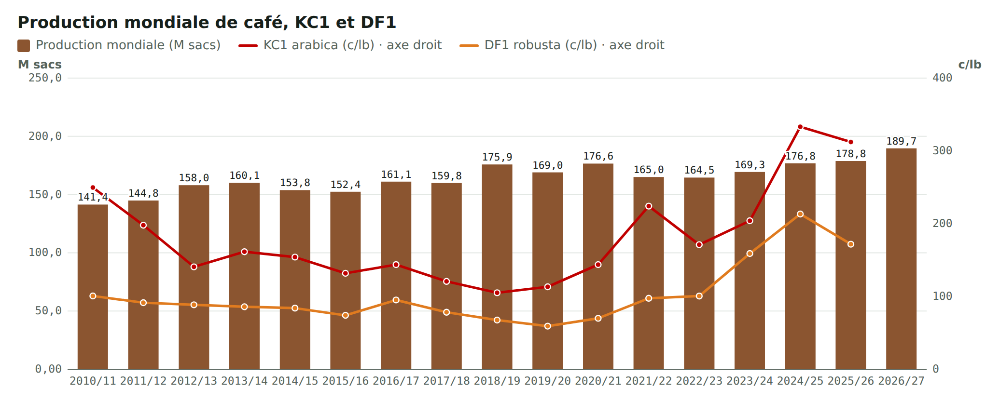 Production mondiale de café, KC1 et DF1
Production mondiale (M sacs) KC1 arabica (c/lb) · axe droit DF1 robusta (c/lb) · axe droit
M sacs c/lb
250,0 400
200,0 300
150,0 200
100,0 100
50,0
0,00 0
141,4 144,8 158,0 160,1 153,8 152,4 161,1 159,8 175,9 169,0 176,6 165,0 164,5 169,3 176,8 178,8 189,7
2010/11 2011/12 2012/13 2013/14 2014/15 2015/16 2016/17 2017/18 2018/19 2019/20 2020/21 2021/22 2022/23 2023/24 2024/25 2025/26 2026/27